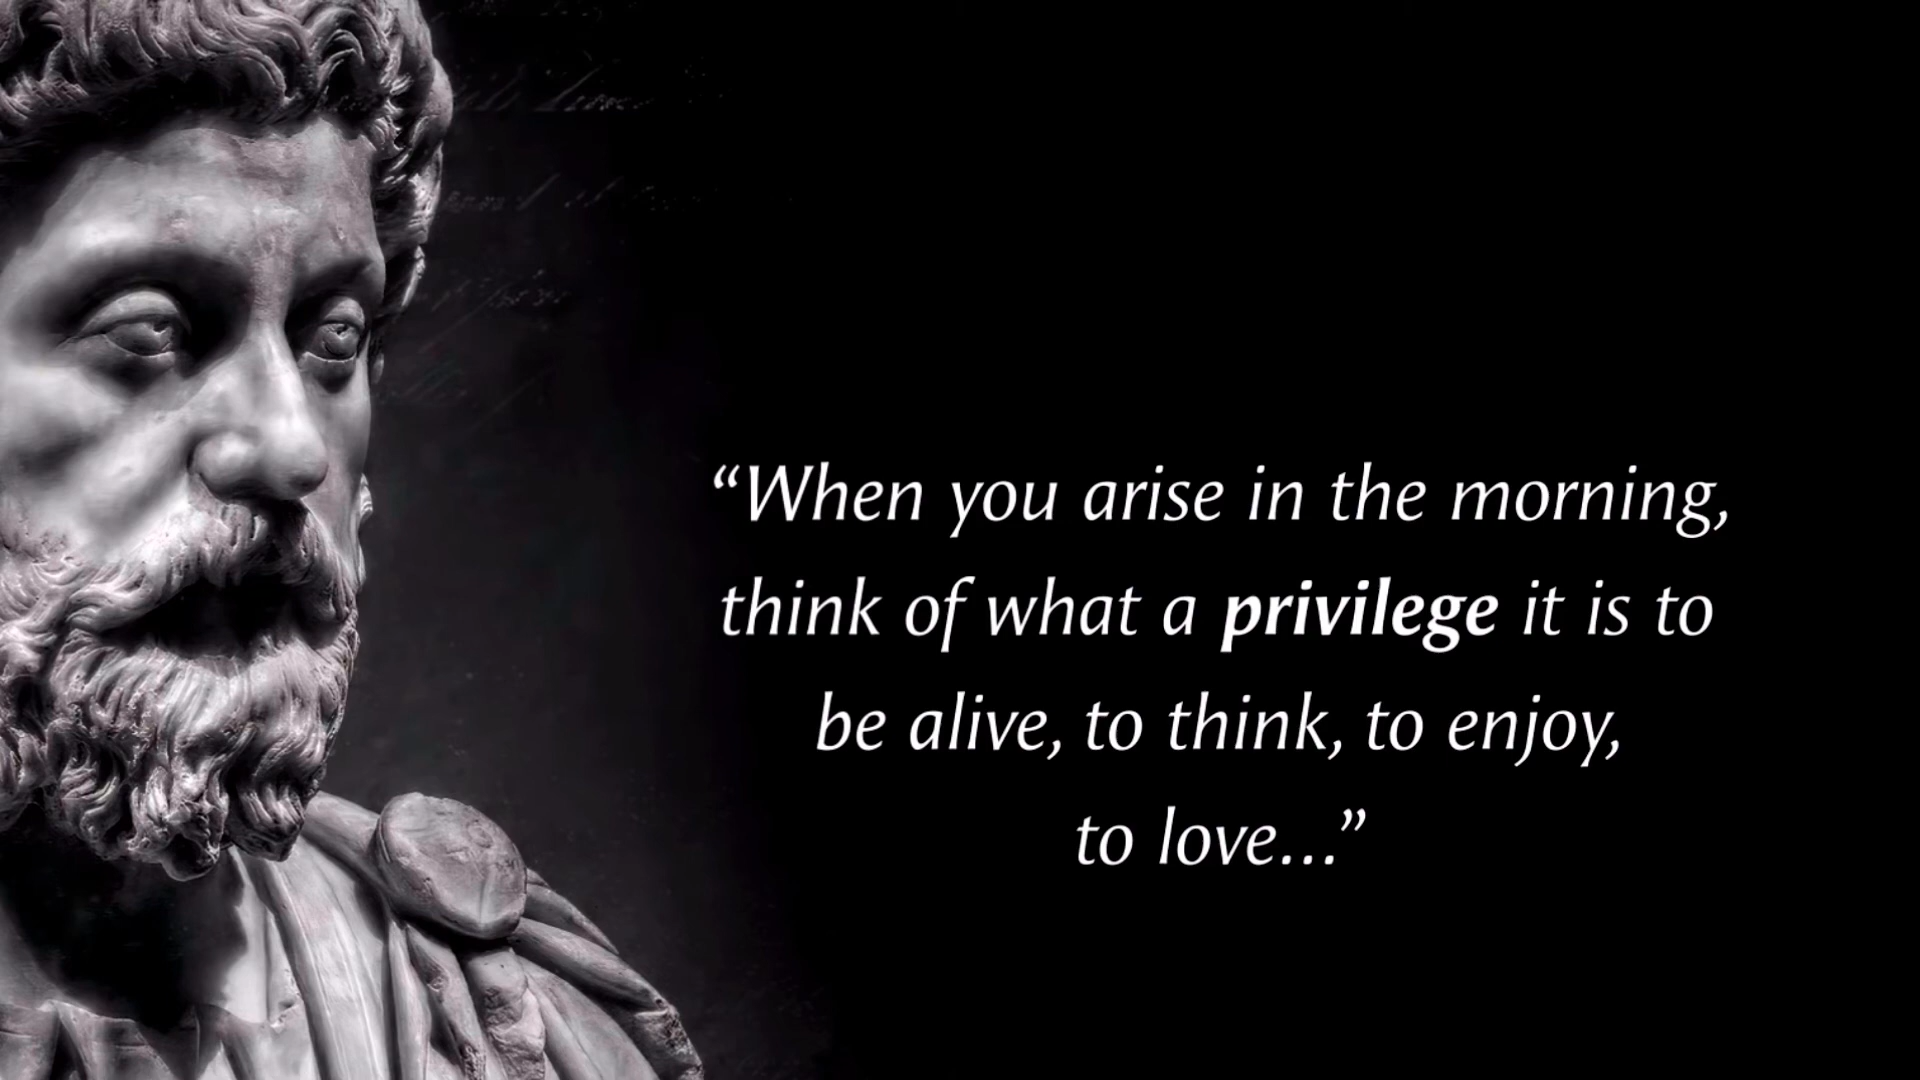 “When you arise in the morning,
think of what a privilege it is to
be alive, to think, to enjoy,
to love...”